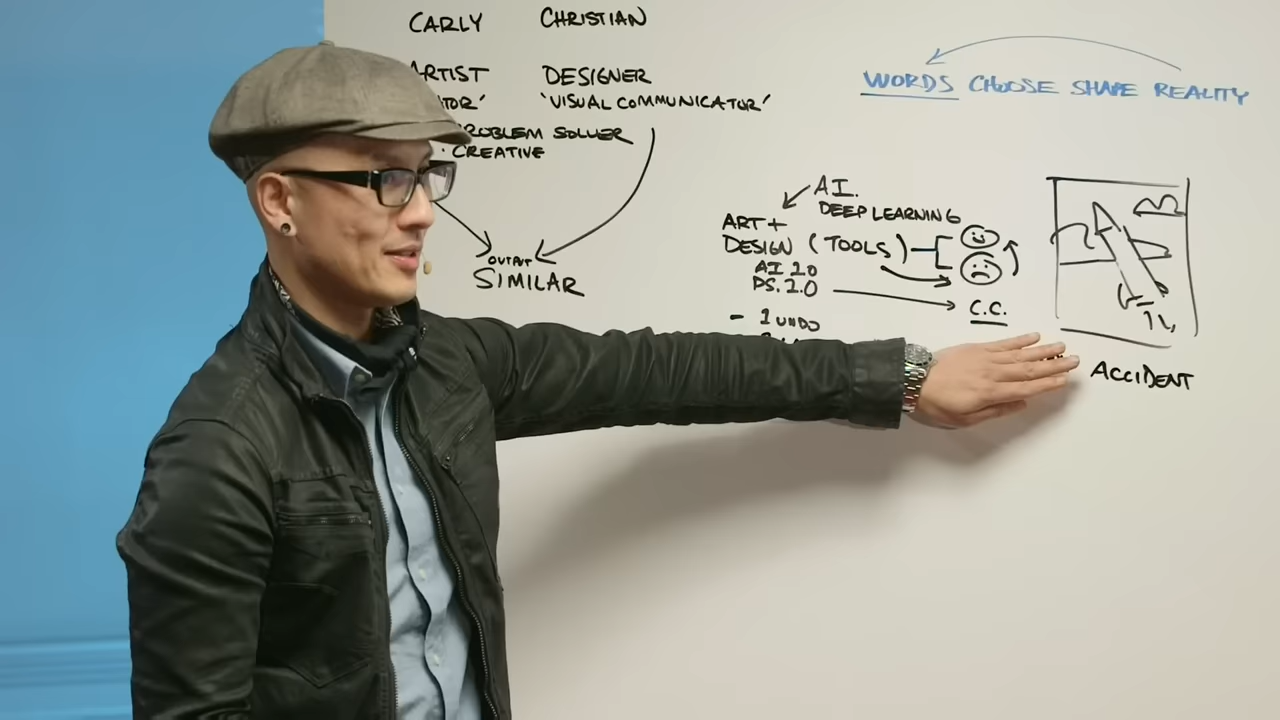 CARLY CHRISTIAN
ARTIST DESIGNER
TOR' 'VISUAL COMMUNICATOR'
PROBLEM SOLVER
· CREATIVE
OUTPUT
SIMILAR
WORDS CHOOSE SHAPE REALITY
A.I.
DEEP LEARNING
ART +
DESIGN (TOOLS)
AI 1.0
PS. 1.0
C.C.
- 1 UNDO
ACCIDENT